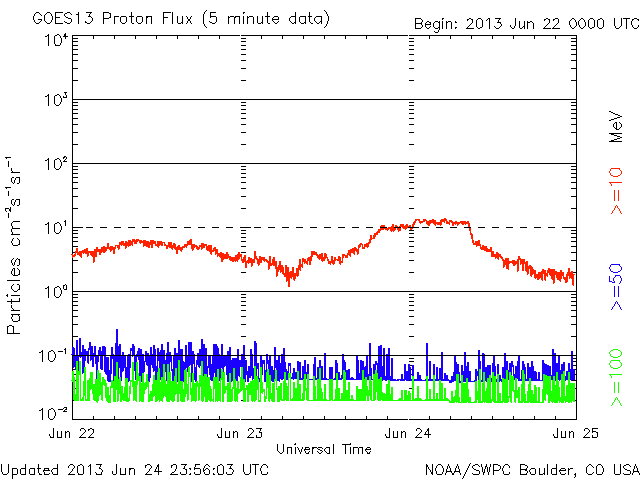 GOES13 Proton Flux (5 minute data)
Begin: 2013 Jun 22 0000 UTC
Particles cm⁻²s⁻¹sr⁻¹
10⁴
10³
10²
10¹
10⁰
10⁻¹
10⁻²
Jun 22
Jun 23
Jun 24
Jun 25
Universal Time
>=10
>=50
>=100
MeV
Updated 2013 Jun 24 23:56:03 UTC
NOAA/SWPC Boulder, CO USA